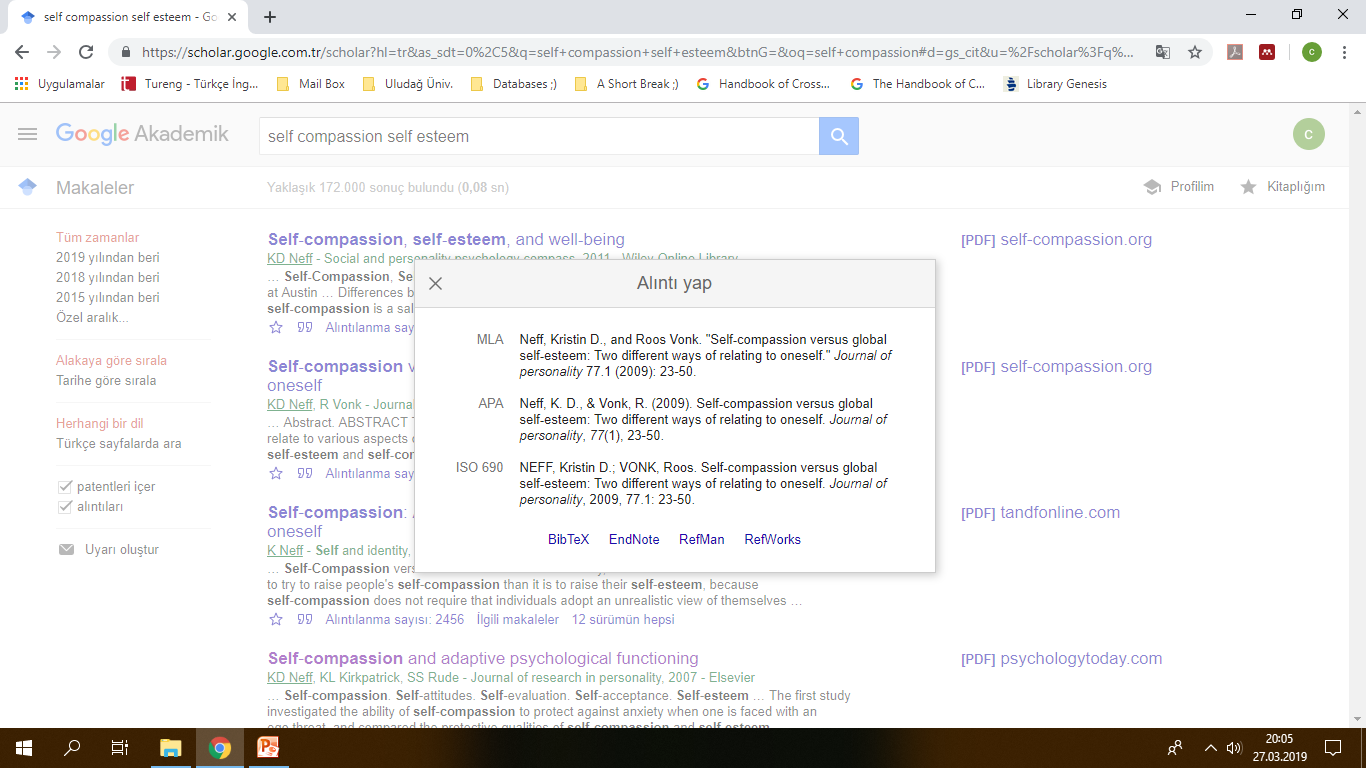 self compassion self esteem - Go
https://scholar.google.com.tr/scholar?hl=tr&as_sdt=0%2C5&q=self+compassion+self+esteem&btnG=&oq=self+compassion#d=gs_cit&u=%2Fscholar%3Fq%...
C
Uygulamalar Tureng - Türkçe İng... Mail Box Uludağ Üniv. Databases ;) A Short Break ;) Handbook of Cross... The Handbook of C... Library Genesis
Google Akademik
self compassion self esteem
C
Makaleler
Yaklaşık 172.000 sonuç bulundu (0,08 sn)
Profilim Kitaplığım
Tüm zamanlar
2019 yılından beri
2018 yılından beri
2015 yılından beri
Özel aralık...
Alakaya göre sırala
Tarihe göre sırala
Herhangi bir dil
Türkçe sayfalarda ara
patentleri içer
alıntıları
Uyarı oluştur
Self-compassion, self-esteem, and well-being
[PDF] self-compassion.org
KD Neff - Social and personality psychology compass, 2011 - Wiley Online Library
... Self-Compassion, Se
at Austin ... Differences b
self-compassion is a sal
Alıntılanma say
Self-compassion v
oneself
[PDF] self-compassion.org
KD Neff, R Vonk - Journa
... Abstract. ABSTRACT T
relate to various aspects o
self-esteem and self-con
Alıntılanma say
Self-compassion:
oneself
[PDF] tandfonline.com
K Neff - Self and identity,
... Self-Compassion vers
to try to raise people's self-compassion than it is to raise their self-esteem, because
self-compassion does not require that individuals adopt an unrealistic view of themselves ...
Alıntılanma sayısı: 2456 İlgili makaleler 12 sürümün hepsi
Self-compassion and adaptive psychological functioning
[PDF] psychologytoday.com
KD Neff, KL Kirkpatrick, SS Rude - Journal of research in personality, 2007 - Elsevier
... Self-compassion. Self-attitudes. Self-evaluation. Self-acceptance. Self-esteem ... The first study
investigated the ability of self-compassion to protect against anxiety when one is faced with an
ego threat, and compared the protective qualities of self-compassion and self-esteem
Alıntı yap
MLA
Neff, Kristin D., and Roos Vonk. "Self-compassion versus global
self-esteem: Two different ways of relating to oneself." Journal of
personality 77.1 (2009): 23-50.
APA
Neff, K. D., & Vonk, R. (2009). Self-compassion versus global
self-esteem: Two different ways of relating to oneself. Journal of
personality, 77(1), 23-50.
ISO 690
NEFF, Kristin D.; VONK, Roos. Self-compassion versus global
self-esteem: Two different ways of relating to oneself. Journal of
personality, 2009, 77.1: 23-50.
BibTeX EndNote RefMan RefWorks
20:05
27.03.2019